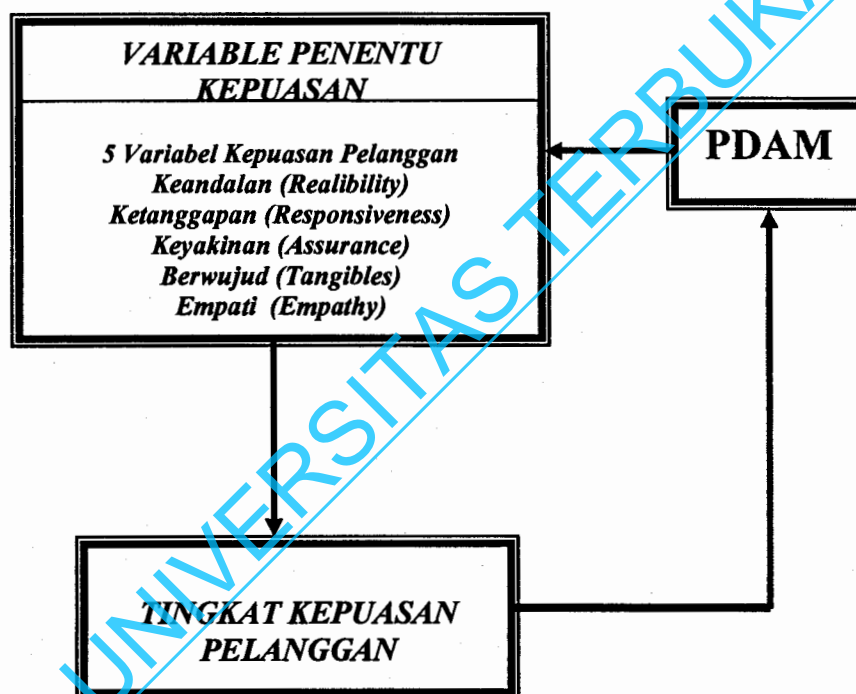 VARIABLE PENENTU
KEPUASAN
5 Variabel Kepuasan Pelanggan
Keandalan (Realibility)
Ketanggapan (Responsiveness)
Keyakinan (Assurance)
Berwujud (Tangibles)
Empati (Empathy)
PDAM
TINGKAT KEPUASAN
PELANGGAN
UNIVERSITAS TERBUKA